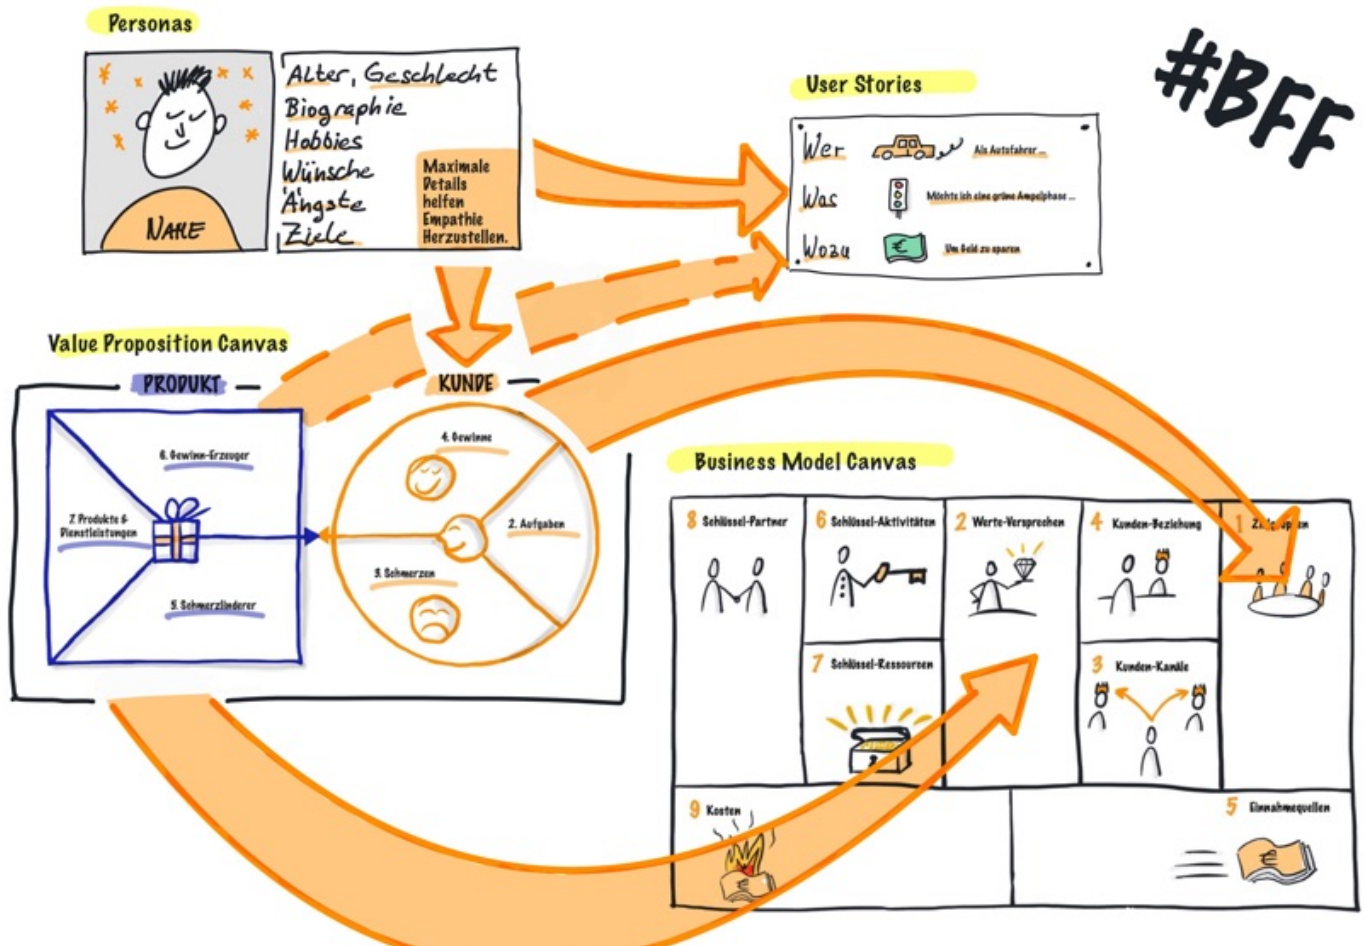 Personas
NAME
Alter, Geschlecht
Biographie
Hobbies
Wünsche
Ängste
Ziele
Maximale
Details
helfen
Empathie
Herzustellen.
User Stories
Wer
Als Autofahrer ...
Was
Möchte ich eine grüne Ampelphase ...
Wozu
Um Geld zu sparen
#BFF
Value Proposition Canvas
PRODUKT
KUNDE
6. Gewinn-Erzeuger
7. Produkte &
Dienstleistungen
5. Schmerzlinderer
4. Gewinne
2. Aufgaben
3. Schmerzen
Business Model Canvas
8 Schlüssel-Partner
6 Schlüssel-Aktivitäten
2 Werte-Versprechen
4 Kunden-Beziehung
1
7 Schlüssel-Ressourcen
3 Kunden-Kanäle
9 Kosten
€
5 Einnahmequellen
€